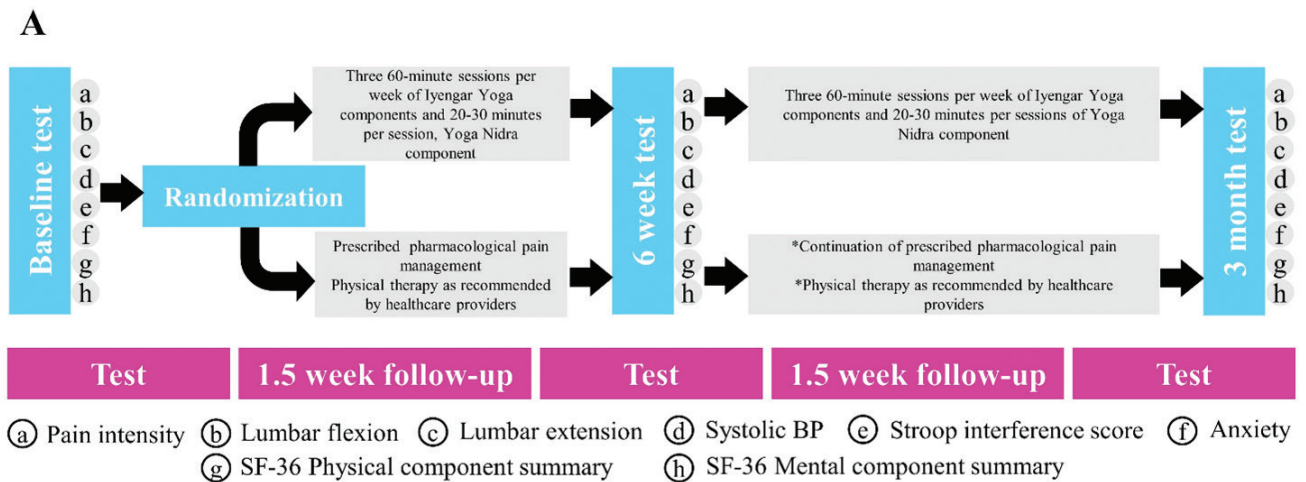 A
Baseline test
a
b
c
d
e
f
g
h
Randomization
Three 60-minute sessions per
week of Iyengar Yoga
components and 20-30 minutes
per session, Yoga Nidra
component
Prescribed pharmacological pain
management
Physical therapy as recommended
by healthcare providers
6 week test
a
b
c
d
e
f
g
h
Three 60-minute sessions per week of Iyengar Yoga
components and 20-30 minutes per sessions of Yoga
Nidra component
*Continuation of prescribed pharmacological pain
management
*Physical therapy as recommended by healthcare
providers
3 month test
a
b
c
d
e
f
g
h
Test
1.5 week follow-up
Test
1.5 week follow-up
Test
a Pain intensity b Lumbar flexion c Lumbar extension d Systolic BP e Stroop interference score f Anxiety
g SF-36 Physical component summary h SF-36 Mental component summary